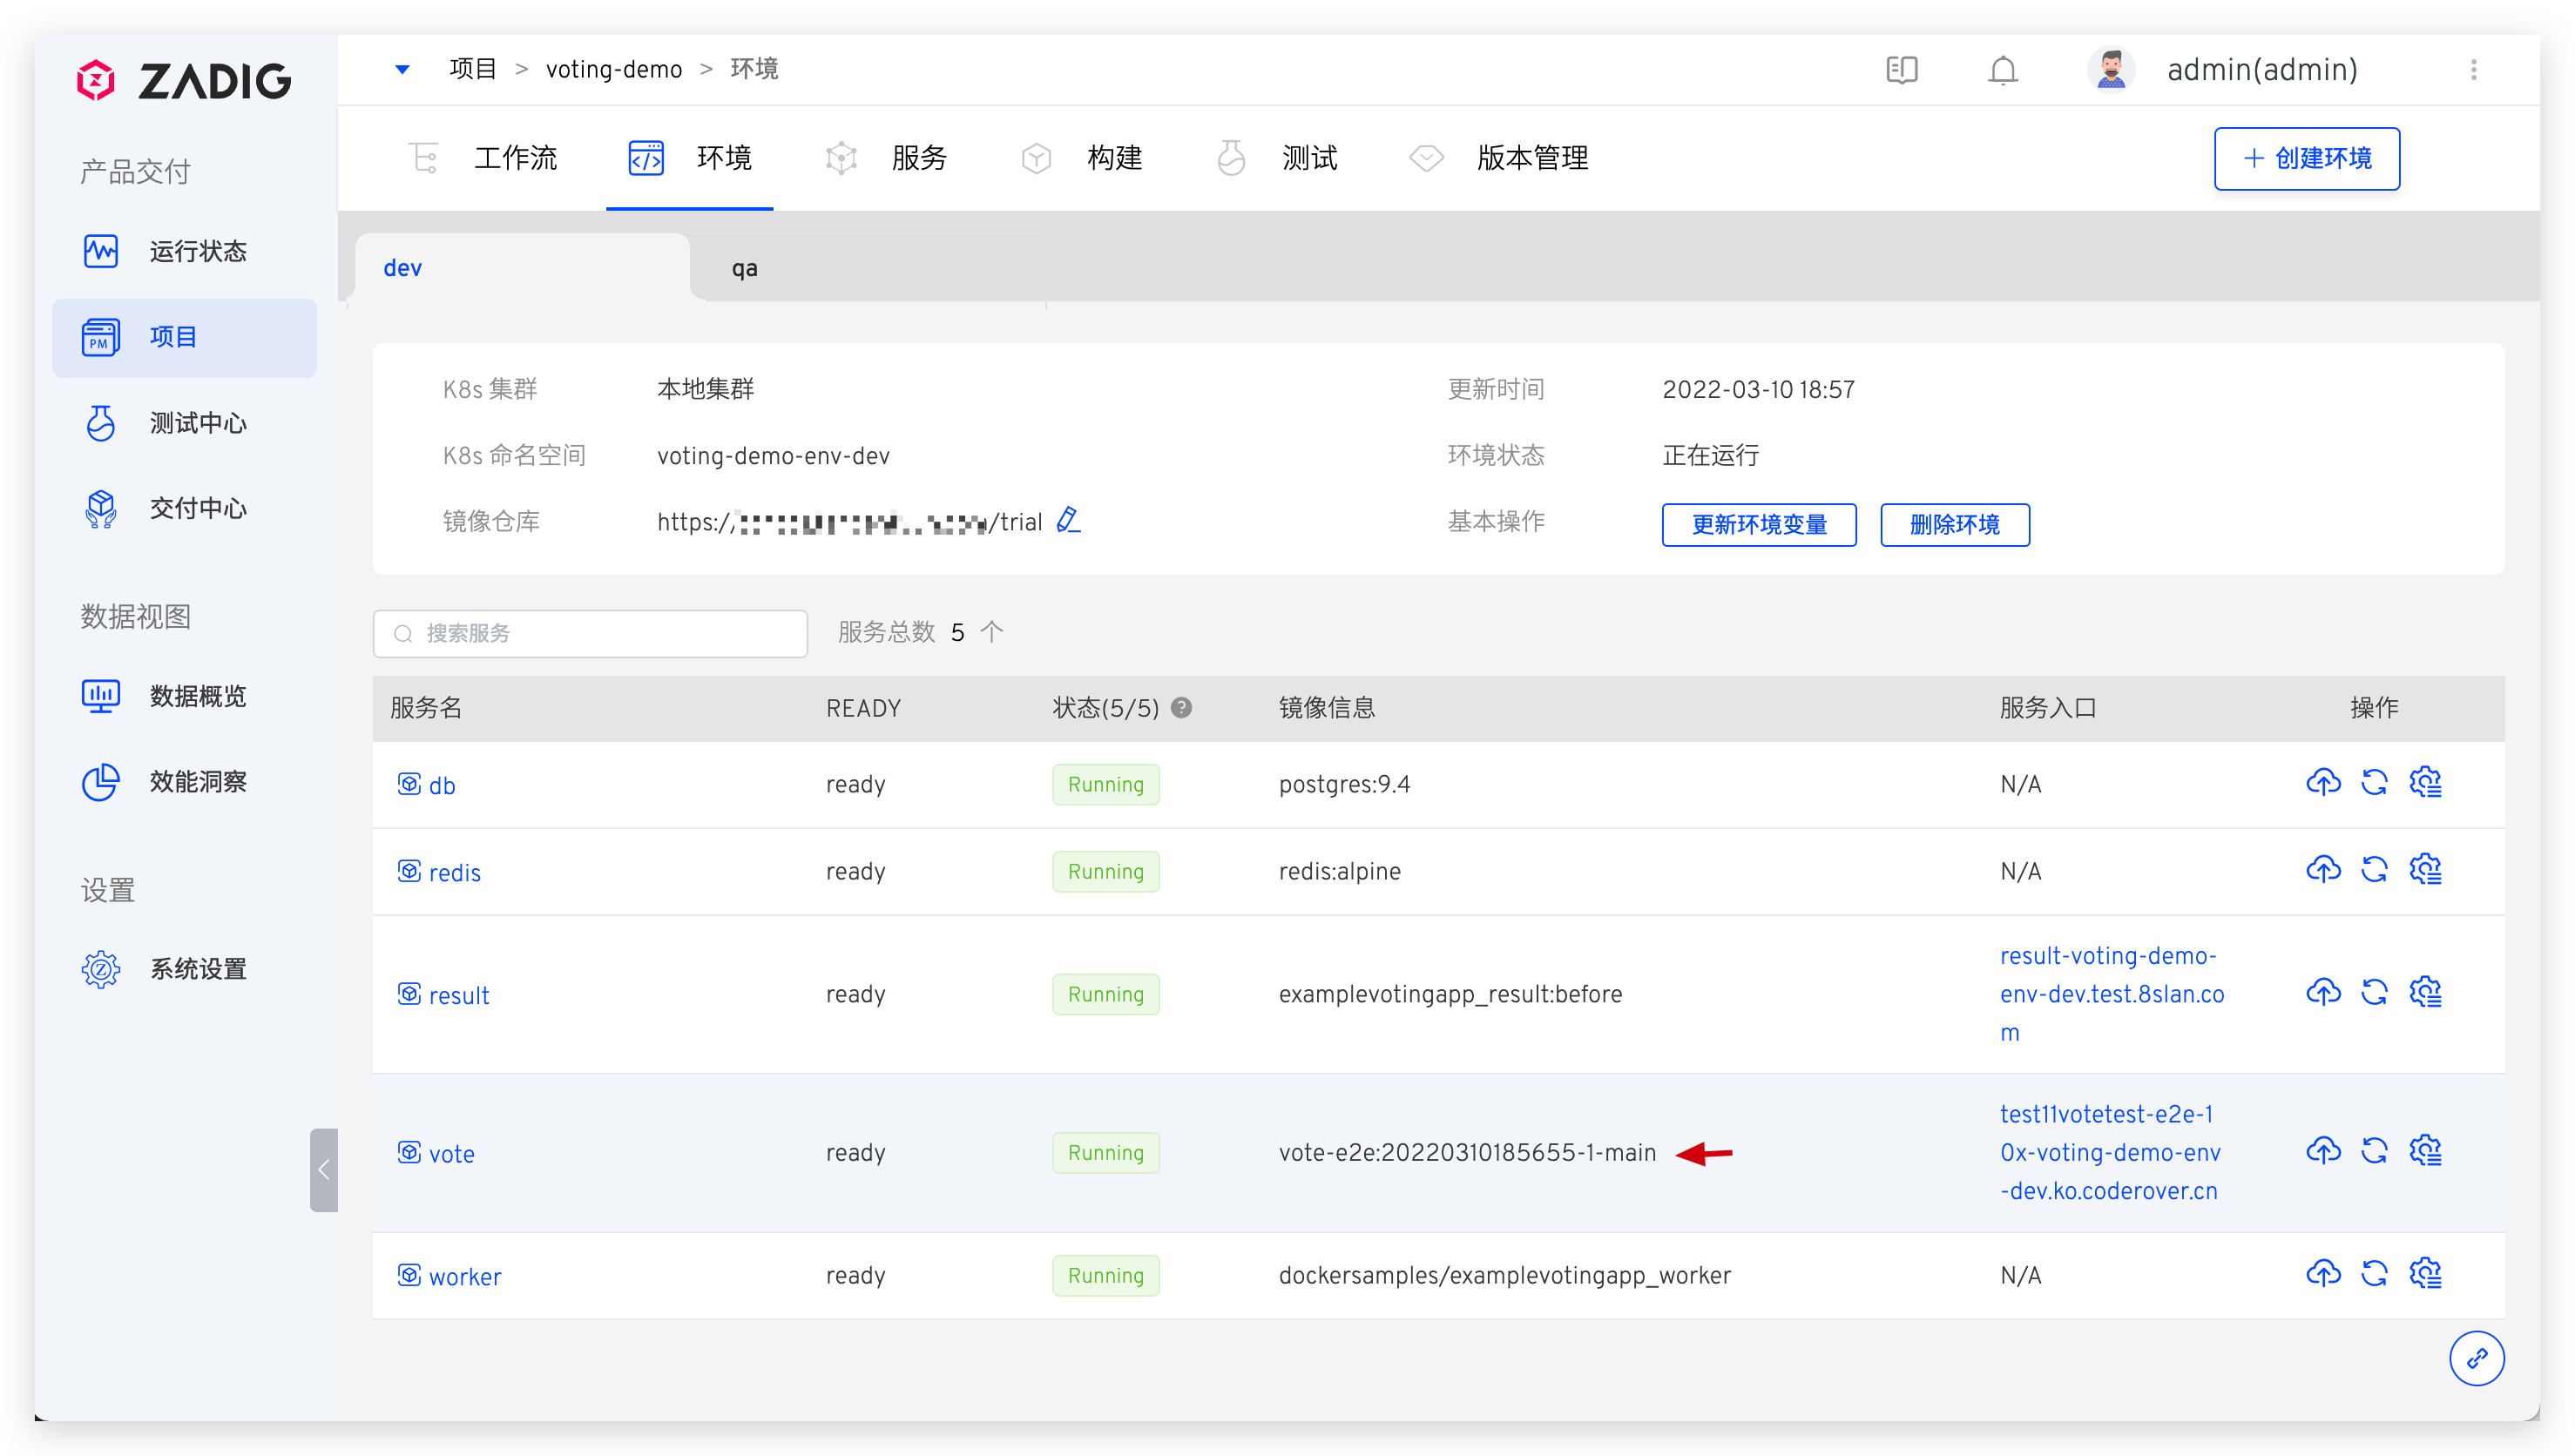 ZADIG
项目 > voting-demo > 环境
admin(admin)
产品交付
运行状态
项目
PM
测试中心
交付中心
数据视图
数据概览
效能洞察
设置
系统设置
工作流
环境
服务
构建
测试
版本管理
创建环境
dev
qa
K8s 集群
本地集群
更新时间
2022-03-10 18:57
K8s 命名空间
voting-demo-env-dev
环境状态
正在运行
镜像仓库
https:/
/trial
基本操作
更新环境变量
删除环境
搜索服务
服务总数 5 个
服务名 READY 状态(5/5) ? 镜像信息 服务入口 操作
db ready Running postgres:9.4 N/A
redis ready Running redis:alpine N/A
result ready Running examplevotingapp_result:before
result-voting-demo-
env-dev.test.8slan.co
m
vote ready Running vote-e2e:20220310185655-1-main
test11votetest-e2e-1
0x-voting-demo-env
-dev.ko.coderover.cn
worker ready Running dockersamples/examplevotingapp_worker N/A